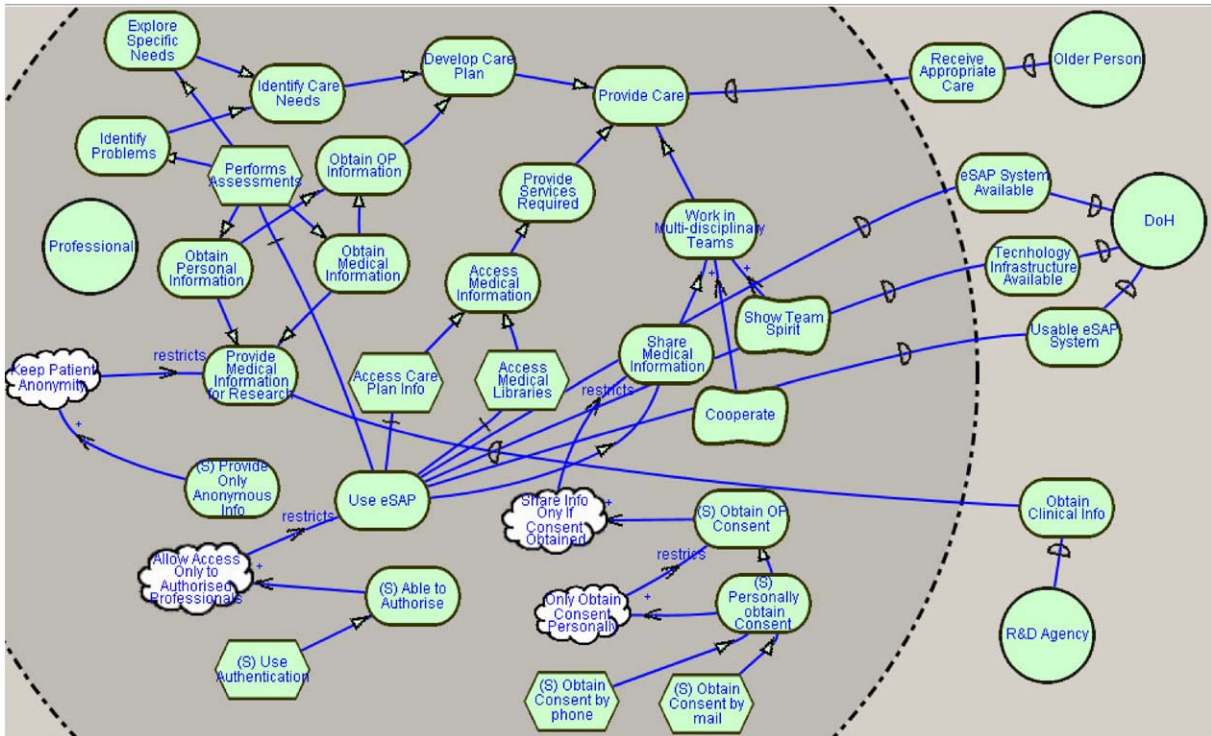 Explore
Specific
Needs
Develop Care
Plan
Receive
Appropriate
Care
Older Person
Identify Care
Needs
Provide Care
Identify
Problems
Obtain OP
Information
Performs
Assessments
Provide
Services
Required
eSAP System
Available
Work in
Multi-disciplinary
Teams
DoH
Professional
Obtain
Personal
Information
Obtain
Medical
Information
Access
Medical
Information
Tecnhology
Infrastructure
Available
+
+
+
Show Team
Spirit
Usable eSAP
System
Share
Medical
Information
restricts
Keep Patient
Anonymity
Provide
Medical
Information
for Research
Access Care
Plan Info
Access
Medical
Libraries
restricts
Cooperate
+
(S) Provide
Only
Anonymous
Info
Use eSAP
Share Info
Ony If
Consent
Obtained
+
(S) Obtain OP
Consent
Obtain
Clinical Info
restricts
Allow Access
Only to
Authorised
Professionals
+
restricts
(S) Able to
Authorise
Only Obtain
Consent
Personally
+
(S)
Personally
obtain
Consent
R&D Agency
(S) Use
Authentication
(S) Obtain
Consent by
phone
(S) Obtain
Consent by
mail